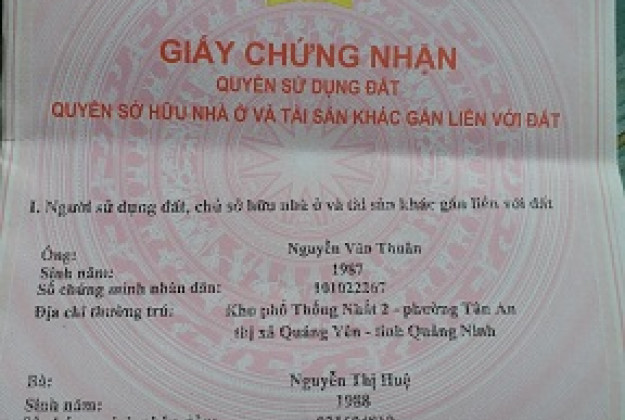 GIẤY CHỨNG NHẬN
QUYỀN SỬ DỤNG ĐẤT
QUYỀN SỞ HỮU NHÀ Ở VÀ TÀI SẢN KHÁC GẮN LIỀN VỚI ĐẤT
I. Người sử dụng đất, chủ sở hữu nhà ở và tài sản khác gắn liền với đất
Ông: Nguyễn Văn Thuân
Sinh năm: 1987
Số chứng minh nhân dân: 101022267
Địa chỉ thường trú: Khu phố Thống Nhất 2 - phường Tân An
thị xã Quảng Yên - tỉnh Quảng Ninh
Bà: Nguyễn Thị Huệ
Sinh năm: 1988